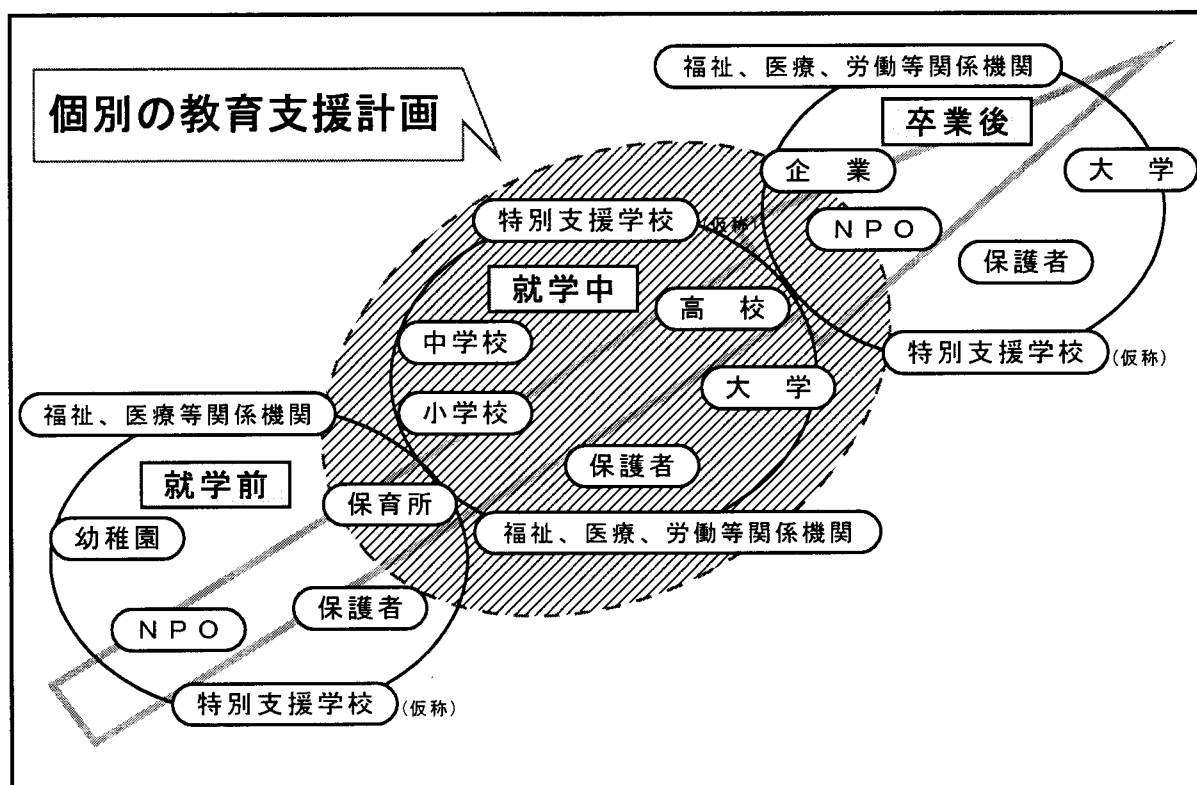 個別の教育支援計画
福祉、医療、労働等関係機関
卒業後
企業
大学
NPO
保護者
特別支援学校(仮称)
特別支援学校(仮称)
就学中
高校
中学校
大学
小学校
保護者
福祉、医療、労働等関係機関
福祉、医療等関係機関
就学前
保育所
幼稚園
保護者
NPO
特別支援学校(仮称)